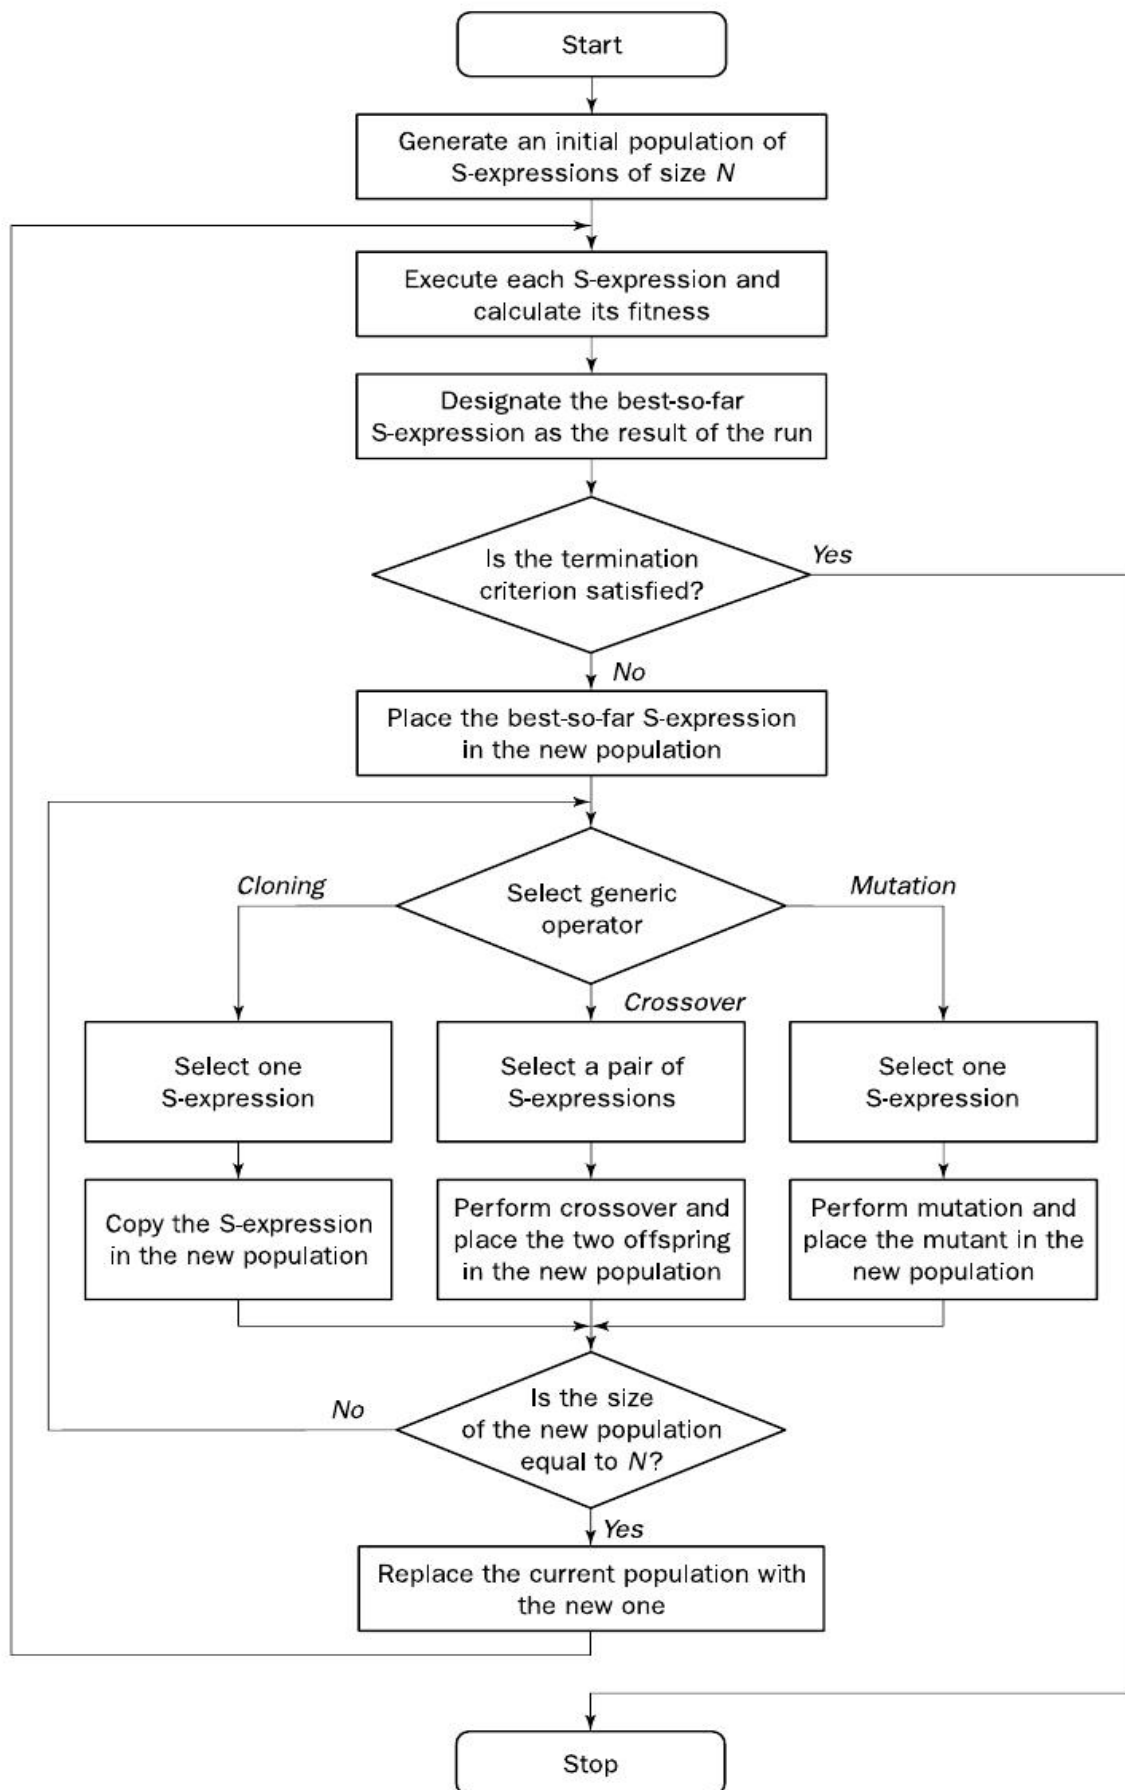 Start
Generate an initial population of
S-expressions of size N
Execute each S-expression and
calculate its fitness
Designate the best-so-far
S-expression as the result of the run
Is the termination
criterion satisfied?
Yes
No
Place the best-so-far S-expression
in the new population
Select generic
operator
Cloning
Mutation
Crossover
Select one
S-expression
Select a pair of
S-expressions
Select one
S-expression
Copy the S-expression
in the new population
Perform crossover and
place the two offspring
in the new population
Perform mutation and
place the mutant in the
new population
Is the size
of the new population
equal to N?
No
Yes
Replace the current population with
the new one
Stop